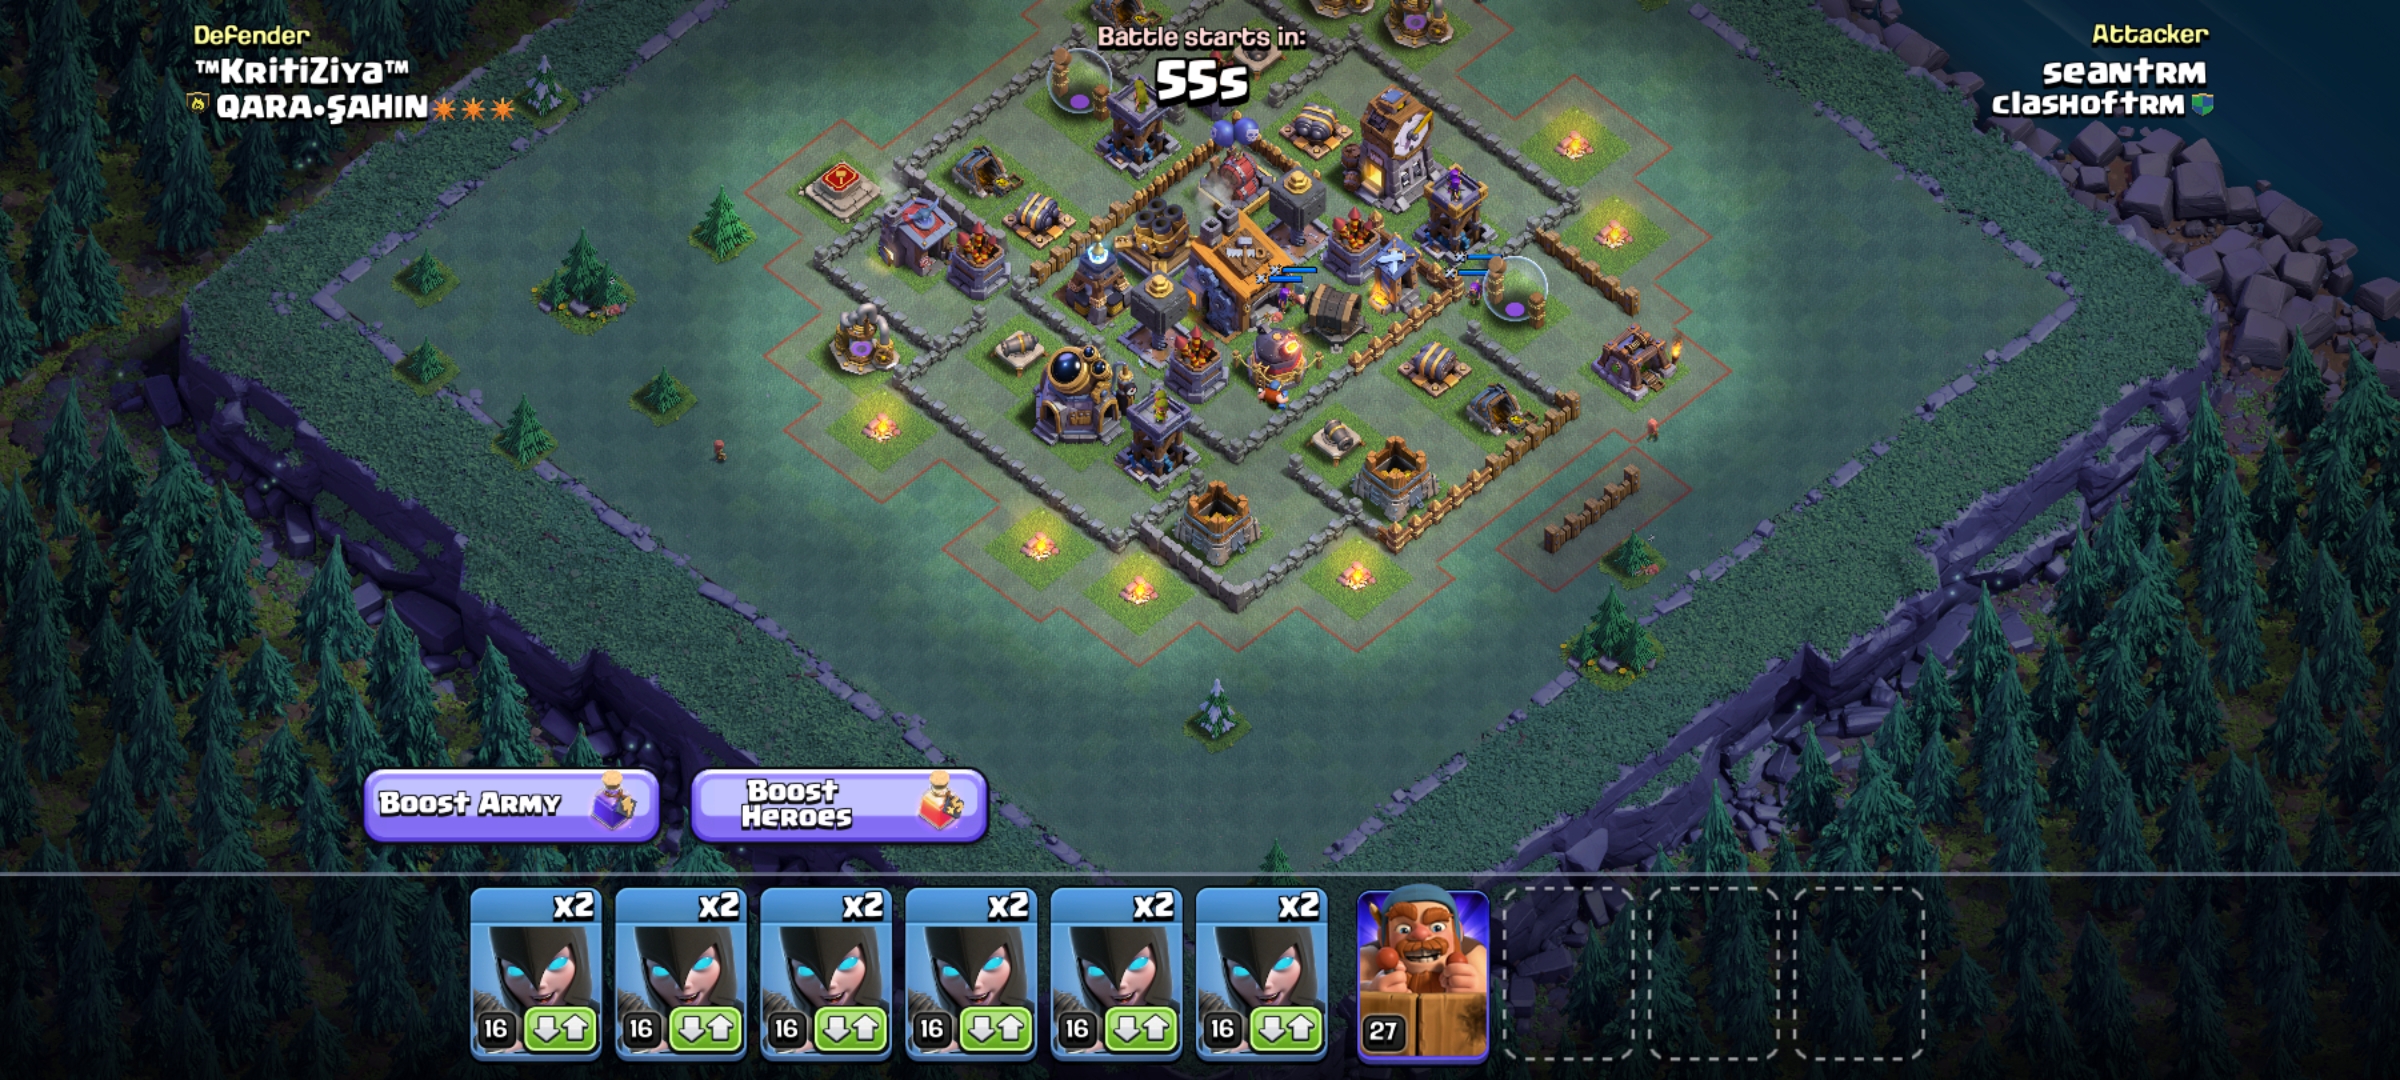 Defender
™KRitiZiya™
QARA•ŞAHIN
Battle starts in:
55s
Attacker
seantRM
clashoftRM
Boost Army
Boost Heroes
x2
x2
x2
x2
x2
x2
16
16
16
16
16
16
27